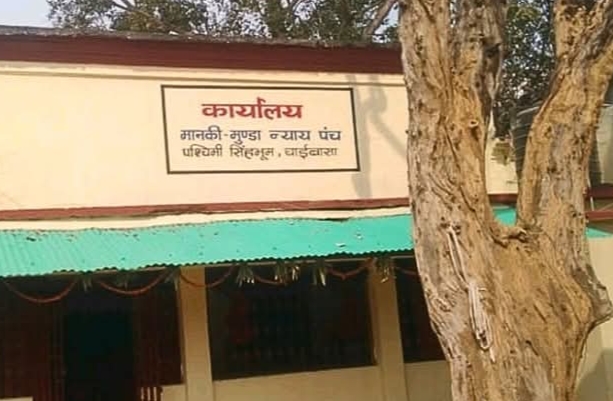 कार्यालय
मानकी-मुण्डा न्याय पंच
पश्चिमी सिंहभूम, चाईबासा